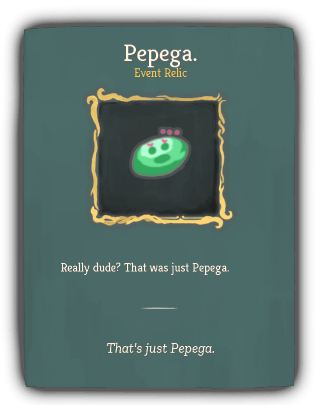 Pepega.
Event Relic
Really dude? That was just Pepega.
That's just Pepega.